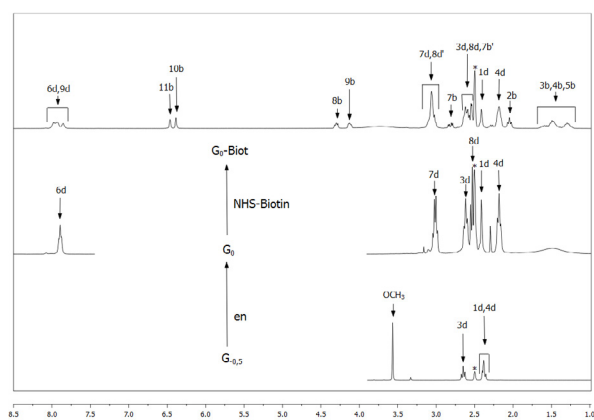 3d,8d,7b'
7d,8d'
6d,9d
10b
11b
8b
9b
7b
*
1d
4d
2b
3b,4b,5b
G₀-Biot
NHS-Biotin
8d
6d
7d
3d
*
1d
4d
G₀
OCH₃
en
1d,4d
3d
*
G₋₀,₅
8.5 8.0 7.5 7.0 6.5 6.0 5.5 5.0 4.5 4.0 3.5 3.0 2.5 2.0 1.5 1.0